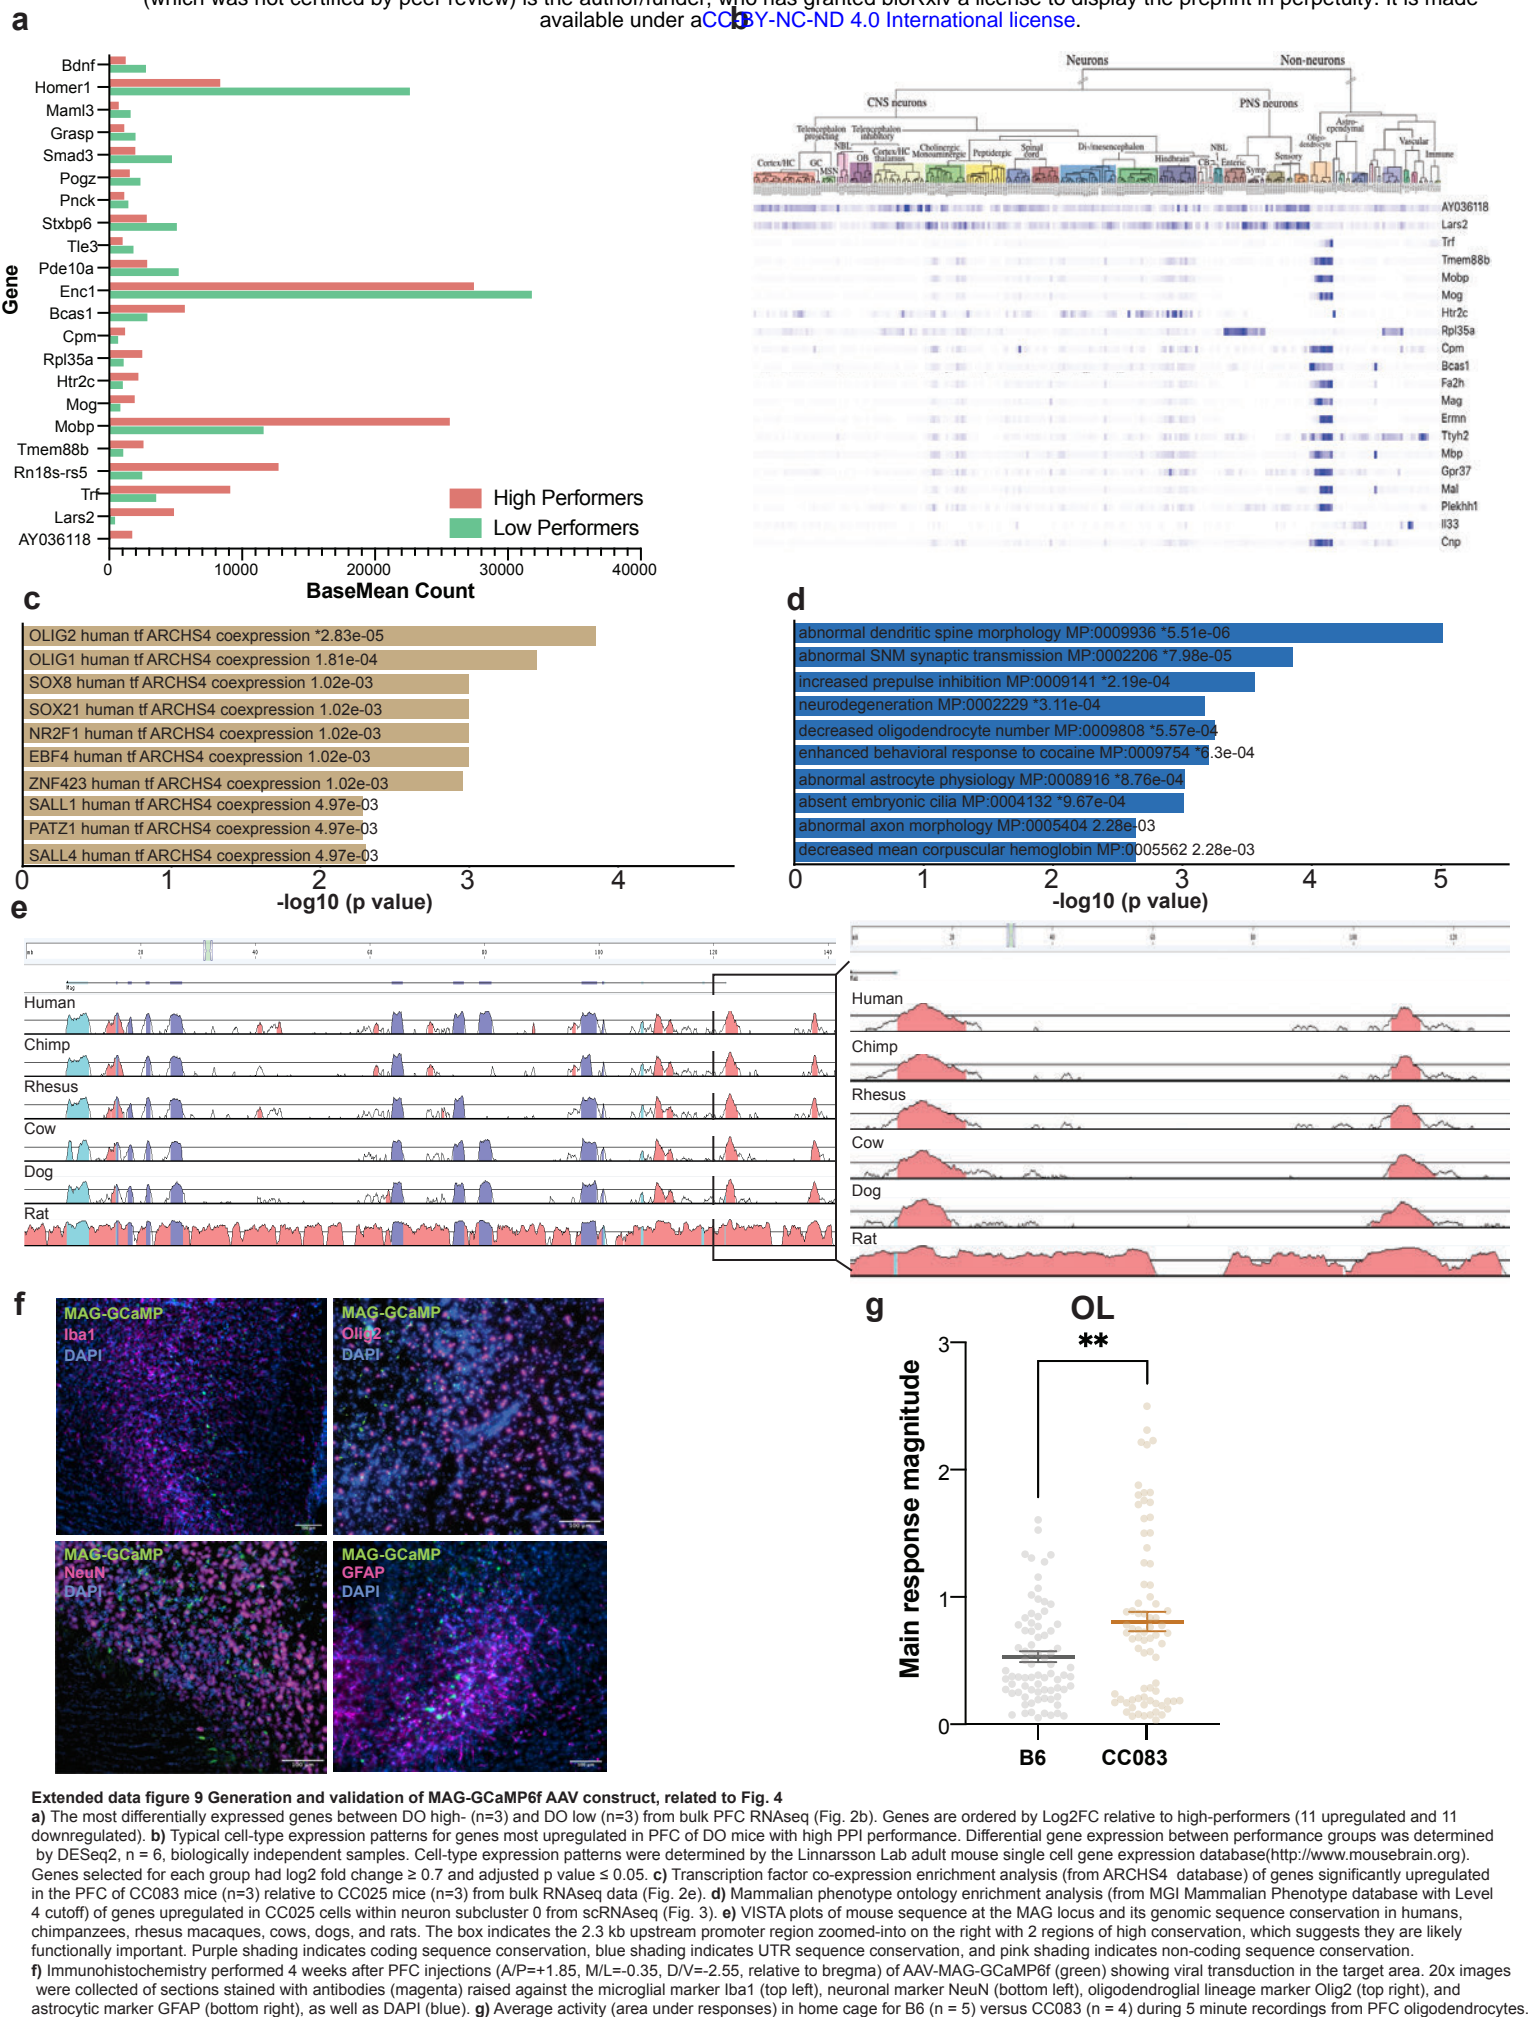 (which was not certified by peer review) is the author/funder, who has granted bioRxiv a license to display the preprint in perpetuity. It is made
available under aCC-BY-NC-ND 4.0 International license.
a
Gene
Bdnf
Homer1
Maml3
Grasp
Smad3
Pogz
Pnck
Stxbp6
Tle3
Pde10a
Enc1
Bcas1
Cpm
Rpl35a
Htr2c
Mog
Mobp
Tmem88b
Rn18s-rs5
Trf
Lars2
AY036118
High Performers
Low Performers
0 10000 20000 30000 40000
BaseMean Count
b
Neurons Non-neurons
CNS neurons PNS neurons
Telencephalon projecting
Telencephalon inhibitory
Cortex/HC
GC
MSN
NBL
OB
Cortex/HC thalamus
Cholinergic Monoaminergic
Peptidergic
Spinal cord
Di-/mesencephalon
Hindbrain
CB
NBL
Enteric
Symp
Sensory
Oligo-dendrocyte
Astro-ependymal
Vascular
Immune
AY036118
Lars2
Trf
Tmem88b
Mobp
Mog
Htr2c
Rpl35a
Cpm
Bcas1
Fa2h
Mag
Ermn
Ttyh2
Mbp
Gpr37
Mal
Plekhh1
Il33
Cnp
c
OLIG2 human tf ARCHS4 coexpression *2.83e-05
OLIG1 human tf ARCHS4 coexpression 1.81e-04
SOX8 human tf ARCHS4 coexpression 1.02e-03
SOX21 human tf ARCHS4 coexpression 1.02e-03
NR2F1 human tf ARCHS4 coexpression 1.02e-03
EBF4 human tf ARCHS4 coexpression 1.02e-03
ZNF423 human tf ARCHS4 coexpression 1.02e-03
SALL1 human tf ARCHS4 coexpression 4.97e-03
PATZ1 human tf ARCHS4 coexpression 4.97e-03
SALL4 human tf ARCHS4 coexpression 4.97e-03
0 1 2 3 4
-log10 (p value)
d
abnormal dendritic spine morphology MP:0009936 *5.51e-06
abnormal SNM synaptic transmission MP:0002206 *7.98e-05
increased prepulse inhibition MP:0009141 *2.19e-04
neurodegeneration MP:0002229 *3.11e-04
decreased oligodendrocyte number MP:0009808 *5.57e-04
enhanced behavioral response to cocaine MP:0009754 *6.3e-04
abnormal astrocyte physiology MP:0008916 *8.76e-04
absent embryonic cilia MP:0004132 *9.67e-04
abnormal axon morphology MP:0005404 2.28e-03
decreased mean corpuscular hemoglobin MP:0005562 2.28e-03
0 1 2 3 4 5
-log10 (p value)
e
Human
Chimp
Rhesus
Cow
Dog
Rat
Human
Chimp
Rhesus
Cow
Dog
Rat
f
MAG-GCaMP
Iba1
DAPI
MAG-GCaMP
Olig2
DAPI
MAG-GCaMP
NeuN
DAPI
MAG-GCaMP
GFAP
DAPI
g
OL
**
Main response magnitude
3
2
1
0
B6 CC083
Extended data figure 9 Generation and validation of MAG-GCaMP6f AAV construct, related to Fig. 4
a) The most differentially expressed genes between DO high- (n=3) and DO low (n=3) from bulk PFC RNAseq (Fig. 2b). Genes are ordered by Log2FC relative to high-performers (11 upregulated and 11
downregulated). b) Typical cell-type expression patterns for genes most upregulated in PFC of DO mice with high PPI performance. Differential gene expression between performance groups was determined
by DESeq2, n = 6, biologically independent samples. Cell-type expression patterns were determined by the Linnarsson Lab adult mouse single cell gene expression database(http://www.mousebrain.org).
Genes selected for each group had log2 fold change ≥ 0.7 and adjusted p value ≤ 0.05. c) Transcription factor co-expression enrichment analysis (from ARCHS4 database) of genes significantly upregulated
in the PFC of CC083 mice (n=3) relative to CC025 mice (n=3) from bulk RNAseq data (Fig. 2e). d) Mammalian phenotype ontology enrichment analysis (from MGI Mammalian Phenotype database with Level
4 cutoff) of genes upregulated in CC025 cells within neuron subcluster 0 from scRNAseq (Fig. 3). e) VISTA plots of mouse sequence at the MAG locus and its genomic sequence conservation in humans,
chimpanzees, rhesus macaques, cows, dogs, and rats. The box indicates the 2.3 kb upstream promoter region zoomed-into on the right with 2 regions of high conservation, which suggests they are likely
functionally important. Purple shading indicates coding sequence conservation, blue shading indicates UTR sequence conservation, and pink shading indicates non-coding sequence conservation.
f) Immunohistochemistry performed 4 weeks after PFC injections (A/P=+1.85, M/L=-0.35, D/V=-2.55, relative to bregma) of AAV-MAG-GCaMP6f (green) showing viral transduction in the target area. 20x images
were collected of sections stained with antibodies (magenta) raised against the microglial marker Iba1 (top left), neuronal marker NeuN (bottom left), oligodendroglial lineage marker Olig2 (top right), and
astrocytic marker GFAP (bottom right), as well as DAPI (blue). g) Average activity (area under responses) in home cage for B6 (n = 5) versus CC083 (n = 4) during 5 minute recordings from PFC oligodendrocytes.